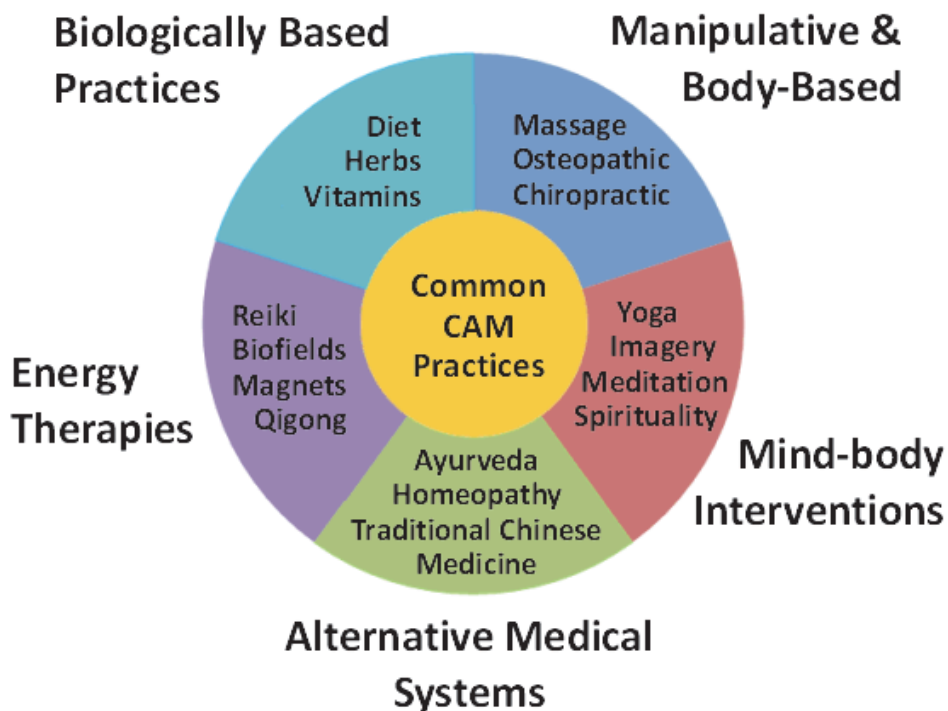 Biologically Based
Practices
Manipulative &
Body-Based
Diet
Herbs
Vitamins
Massage
Osteopathic
Chiropractic
Common
CAM
Practices
Reiki
Biofields
Magnets
Qigong
Yoga
Imagery
Meditation
Spirituality
Energy
Therapies
Ayurveda
Homeopathy
Traditional Chinese
Medicine
Mind-body
Interventions
Alternative Medical
Systems